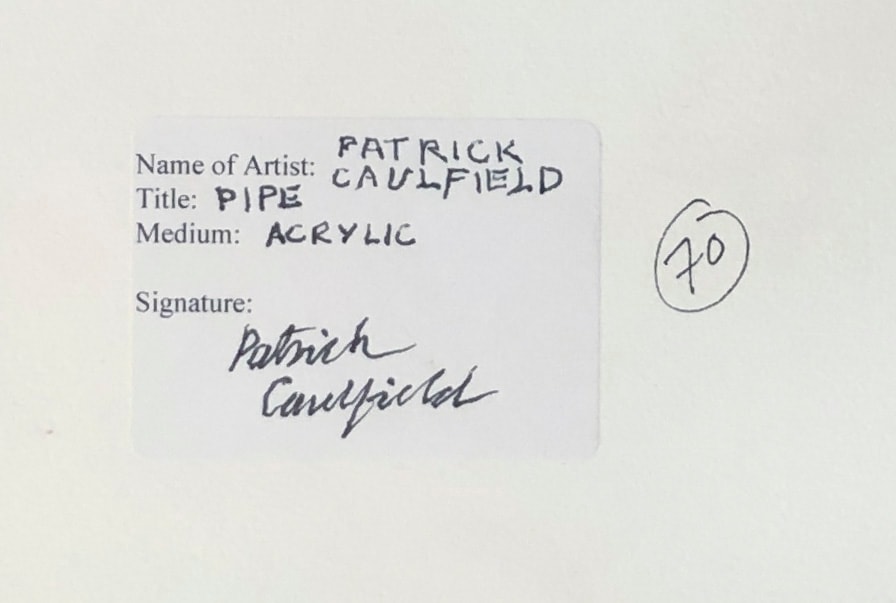 Name of Artist: PATRICK
CAULFIELD
Title: PIPE
Medium: ACRYLIC
70
Signature:
Patrick
Caulfield